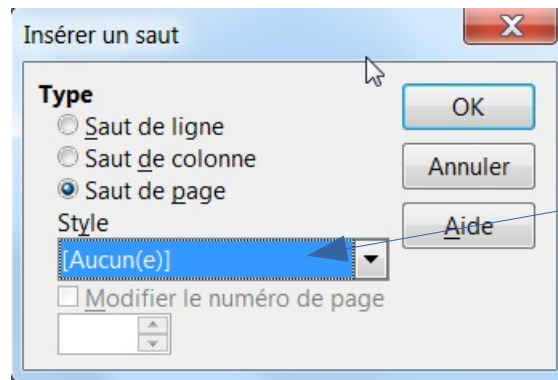 Insérer un saut
Type
Saut de ligne
Saut de colonne
Saut de page
Style
[Aucun(e)]
Modifier le numéro de page
OK
Annuler
Aide